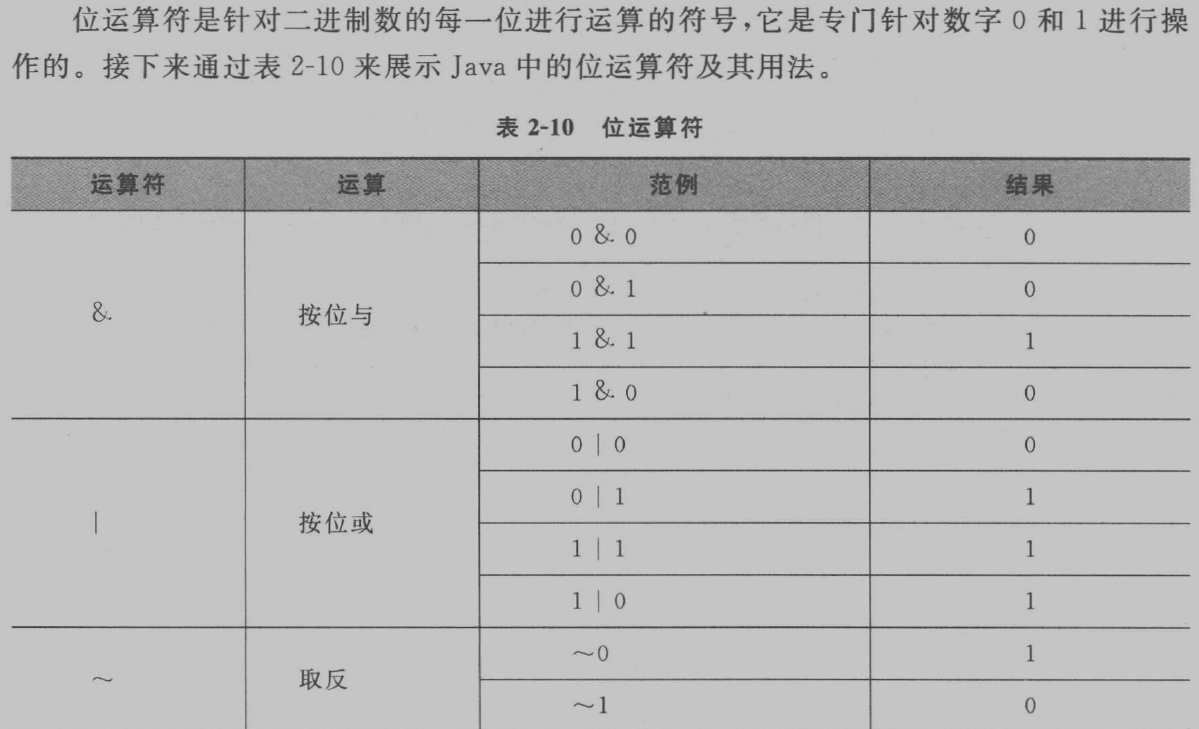 位运算符是针对二进制数的每一位进行运算的符号,它是专门针对数字 0 和 1 进行操
作的。接下来通过表 2-10 来展示 Java 中的位运算符及其用法。
表 2-10 位运算符
运算符 运算 范例 结果
0 & 0 0
0 & 1 0
& 按位与
1 & 1 1
1 & 0 0
0 | 0 0
0 | 1 1
| 按位或
1 | 1 1
1 | 0 1
~0 1
~ 取反
~1 0